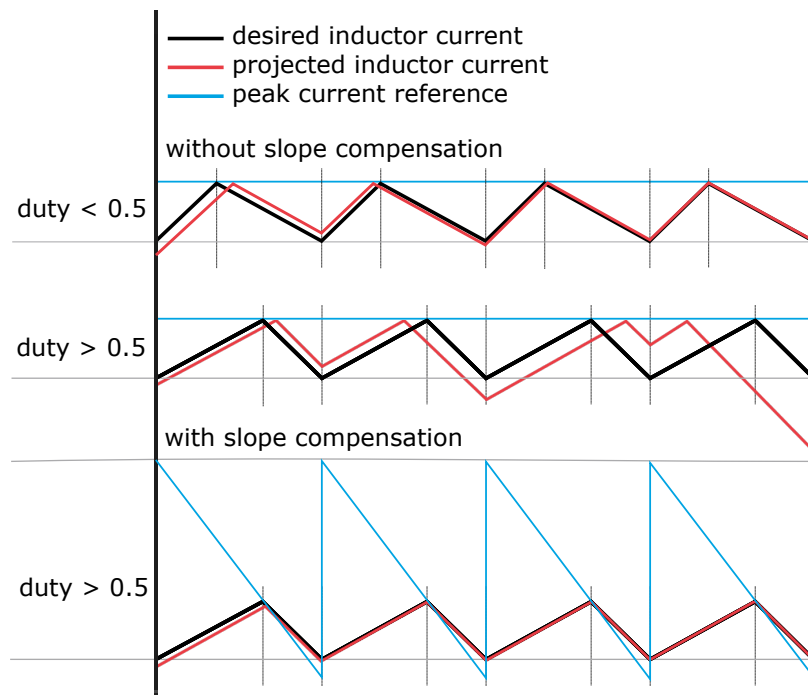 desired inductor current
projected inductor current
peak current reference
without slope compensation
duty < 0.5
duty > 0.5
with slope compensation
duty > 0.5